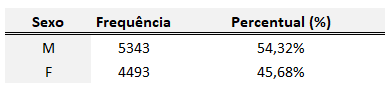 Sexo Frequência Percentual (%)
M 5343 54,32%
F 4493 45,68%